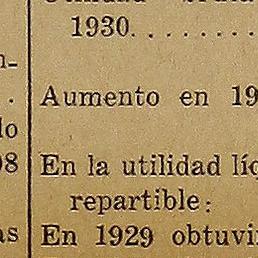 1930. . . . . . . .
Aumento en 19
En la utilidad líq
repartible:
En 1929 obtuvi